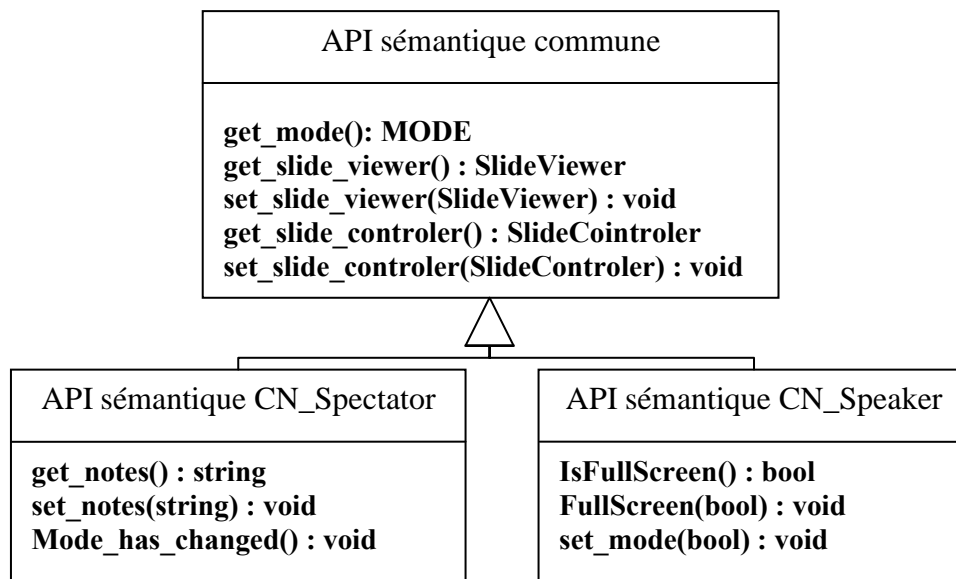 API sémantique commune
get_mode(): MODE
get_slide_viewer() : SlideViewer
set_slide_viewer(SlideViewer) : void
get_slide_controler() : SlideCointroler
set_slide_controler(SlideControler) : void
API sémantique CN_Spectator
get_notes() : string
set_notes(string) : void
Mode_has_changed() : void
API sémantique CN_Speaker
IsFullScreen() : bool
FullScreen(bool) : void
set_mode(bool) : void